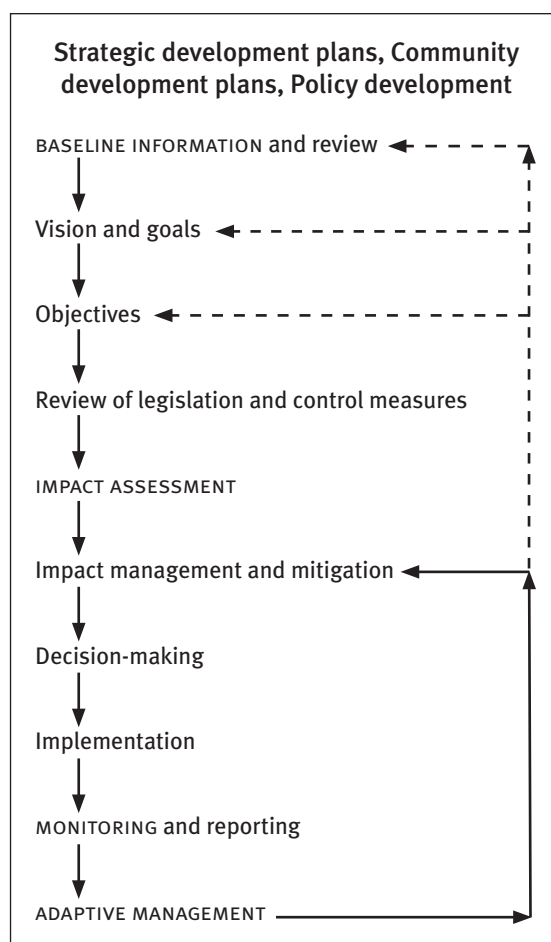 Strategic development plans, Community
development plans, Policy development
BASELINE INFORMATION and review
Vision and goals
Objectives
Review of legislation and control measures
IMPACT ASSESSMENT
Impact management and mitigation
Decision-making
Implementation
MONITORING and reporting
ADAPTIVE MANAGEMENT